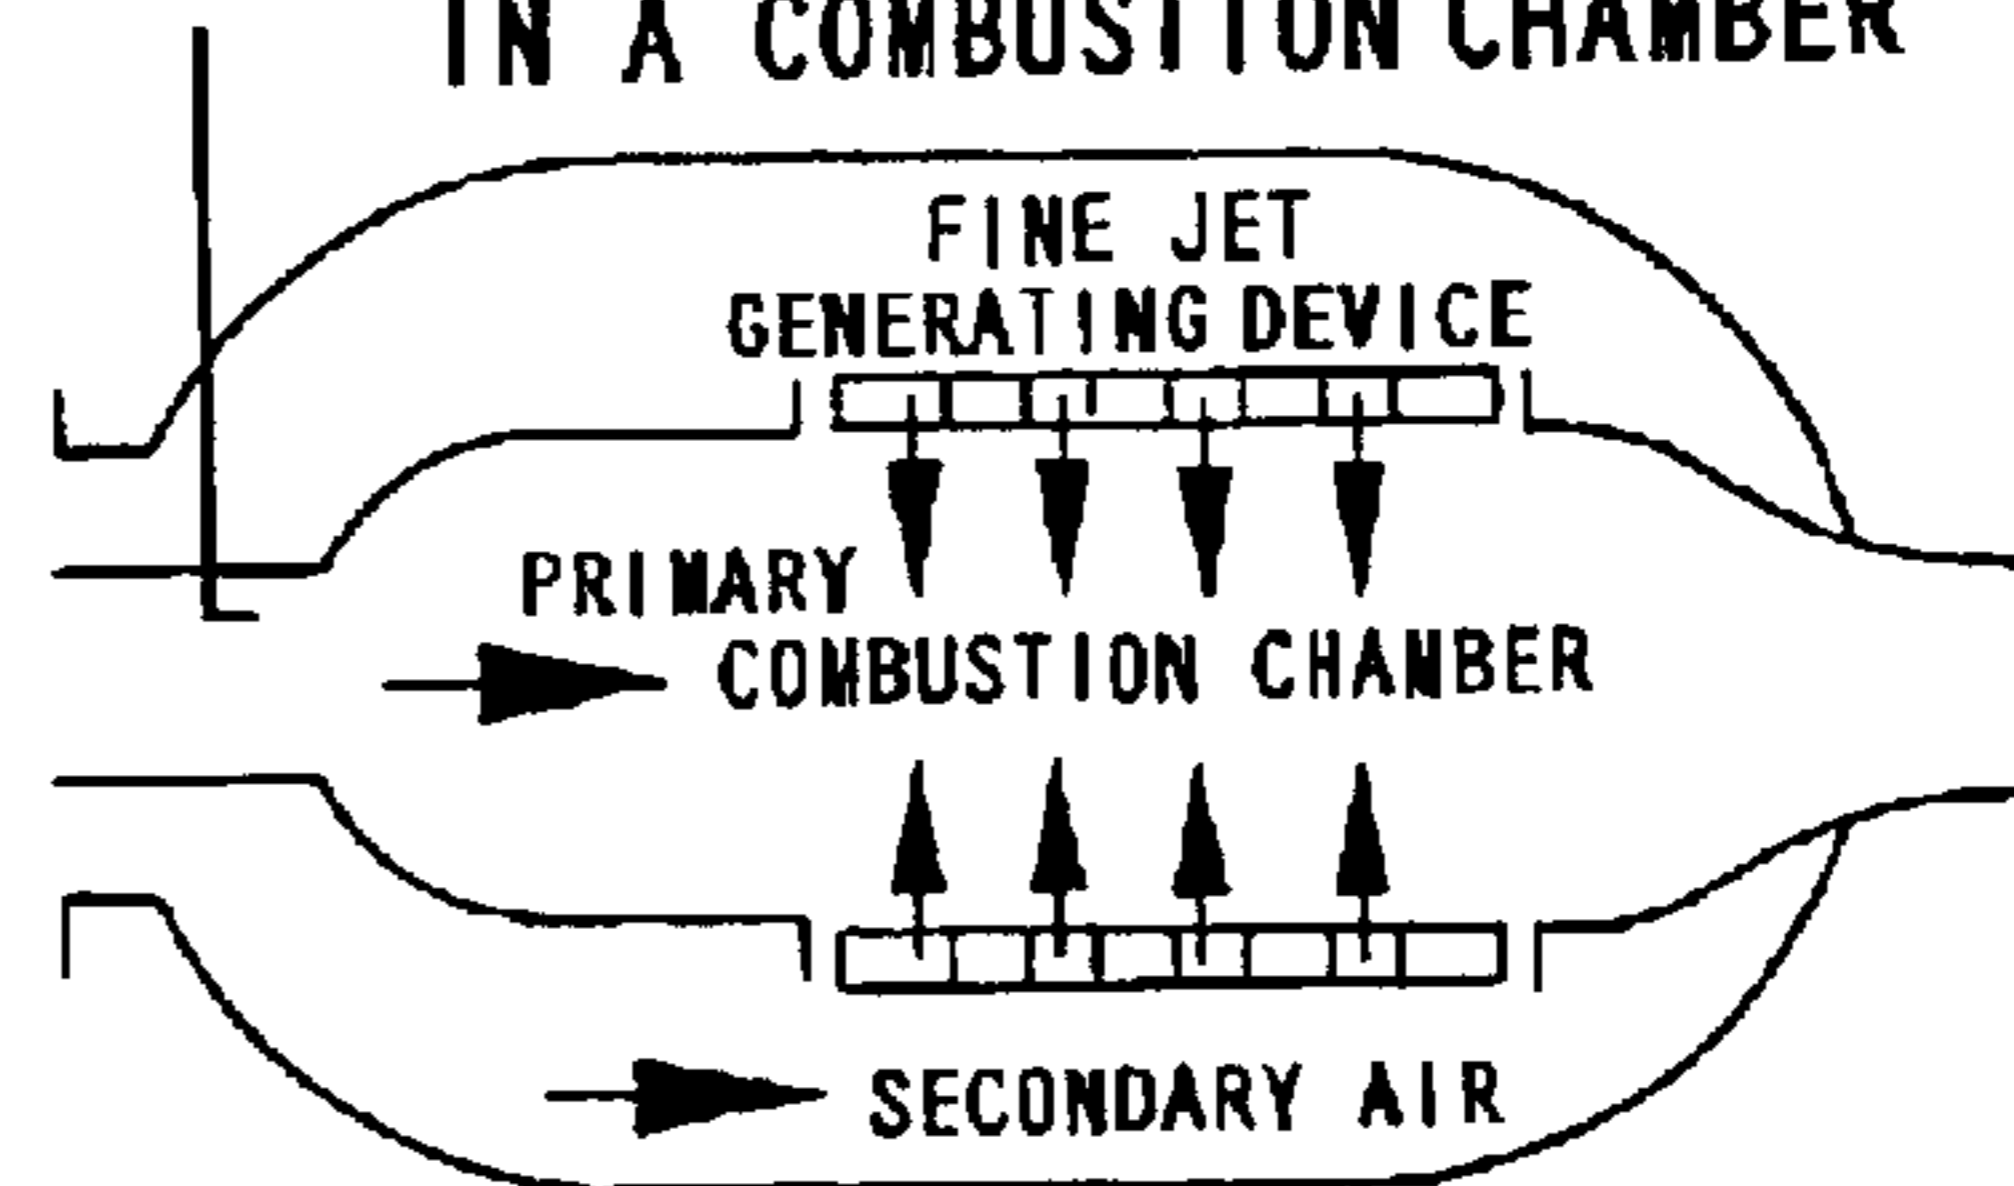 IN A COMBUSTION CHAMBER
FINE JET
GENERATING DEVICE
PRIMARY
COMBUSTION CHAMBER
SECONDARY AIR